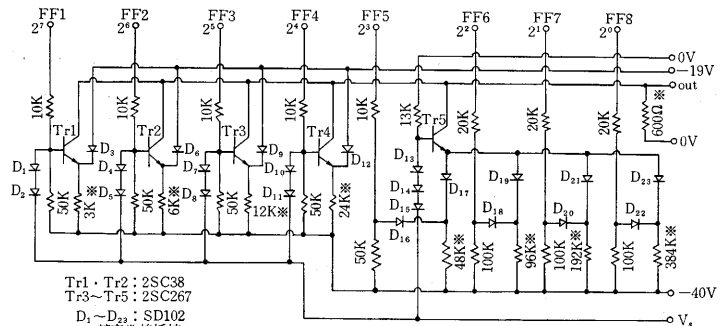 FF1 FF2 FF3 FF4 FF5 FF6 FF7 FF8
2⁷ 2⁶ 2⁵ 2⁴ 2³ 2² 2¹ 2⁰
0V
−19V
out
10K 10K 10K 10K 10K 13K 20K 20K 20K 600Ω※
0V
Tr1 Tr2 Tr3 Tr4 Tr5
D₁ D₃ D₄ D₆ D₇ D₉ D₁₀ D₁₂ D₁₃ D₁₇ D₁₉ D₂₁ D₂₃
D₂ D₅ D₈ D₁₁ D₁₄
D₁₅
D₁₆ D₁₈ D₂₀ D₂₂
50K 3K※ 50K 6K※ 50K 12K※ 50K 24K※
50K 48K※ 100K 96K※ 100K 192K※ 100K 384K※
−40V
Vs
Tr1・Tr2:2SC38
Tr3~Tr5:2SC267
D₁~D₂₃:SD102